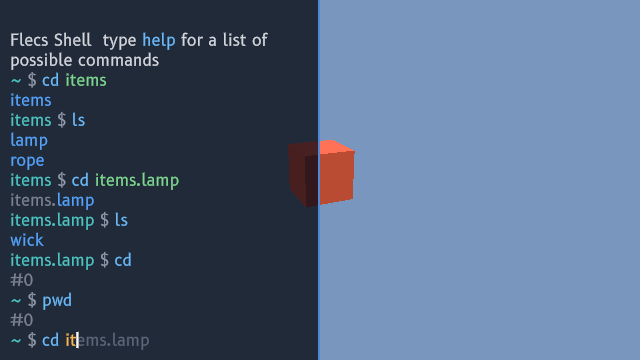 Flecs Shell  type help for a list of
possible commands
~ $ cd items
items
items $ ls
lamp
rope
items $ cd items.lamp
items.lamp
items.lamp $ ls
wick
items.lamp $ cd
#0
~ $ pwd
#0
~ $ cd items.lamp